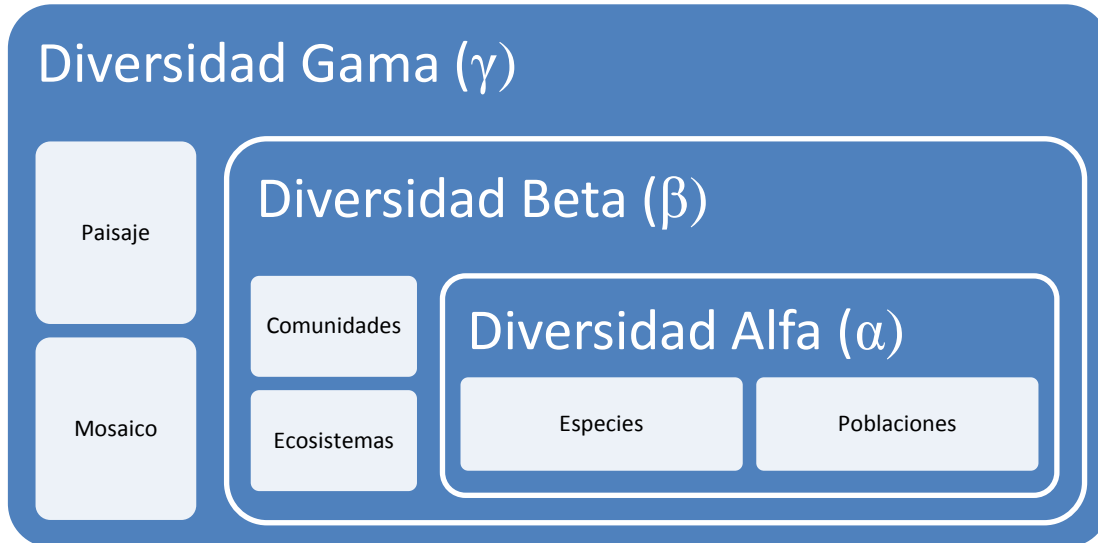 Diversidad Gama (γ)
Paisaje
Mosaico
Diversidad Beta (β)
Comunidades
Ecosistemas
Diversidad Alfa (α)
Especies
Poblaciones